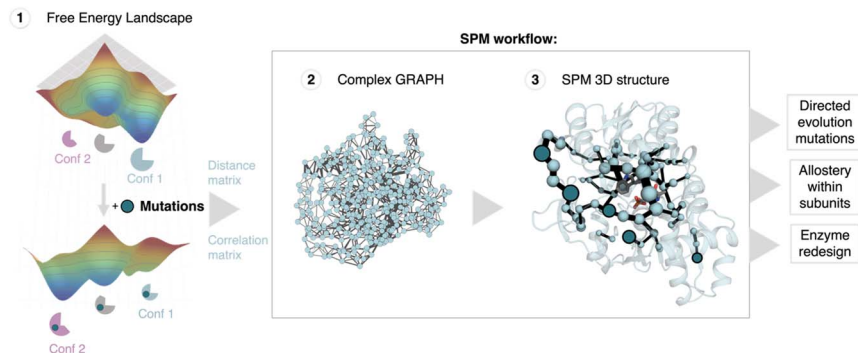 1 Free Energy Landscape
Conf 2
Conf 1
+ Mutations
Conf 1
Conf 2
Distance
matrix
Correlation
matrix
SPM workflow:
2 Complex GRAPH
3 SPM 3D structure
Directed
evolution
mutations
Allostery
within
subunits
Enzyme
redesign